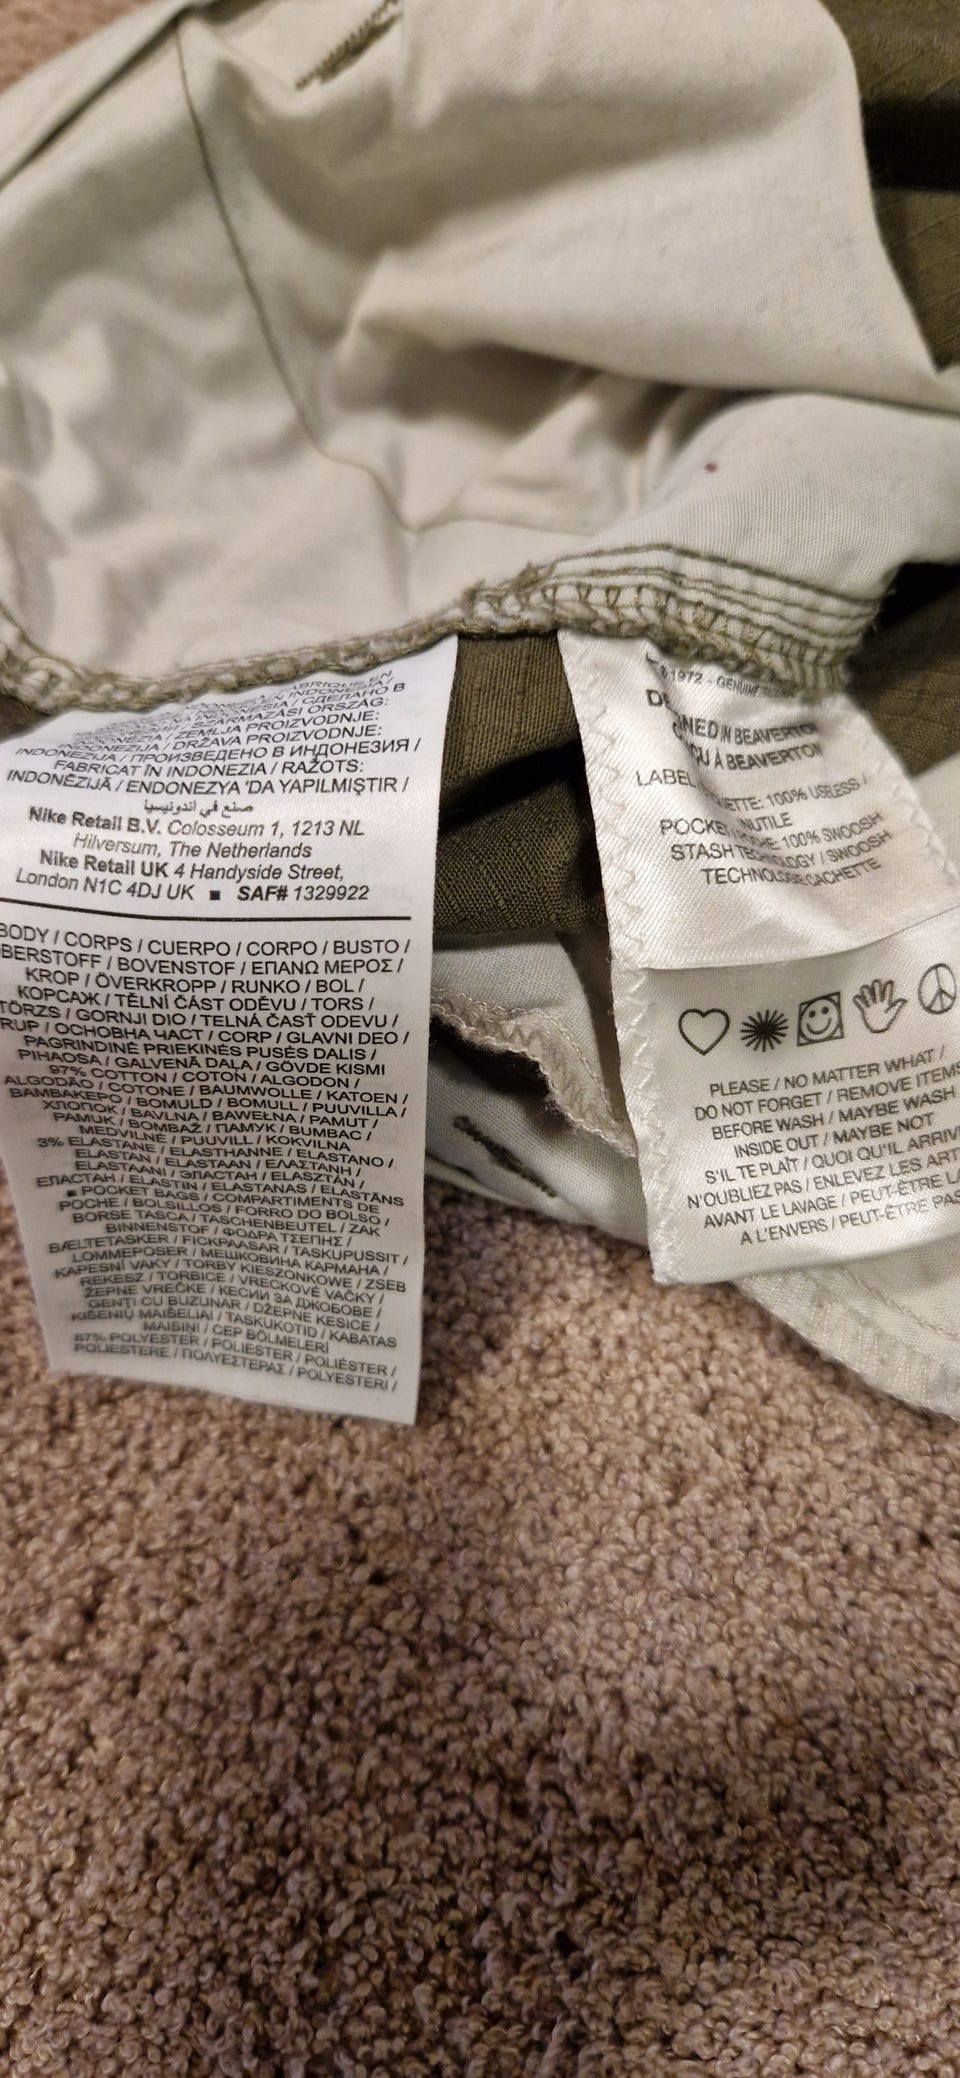 FABRIQUÉ EN
INDONEZIJA / ZEMLJA PROIZVODNJE:
INDONEZIJA / DRŽAVA PROIZVODNJE:
INDONEZIJA / ПРОИЗВЕДЕНО В ИНДОНЕЗИЯ /
FABRICAT ÎN INDONEZIA / RAŽOTS:
INDONĒZIJĀ / ENDONEZYA 'DA YAPILMIŞTIR /
صنع في اندونيسيا
Nike Retail B.V. Colosseum 1, 1213 NL
Hilversum, The Netherlands
Nike Retail UK 4 Handyside Street,
London N1C 4DJ UK ■ SAF# 1329922
BODY / CORPS / CUERPO / CORPO / BUSTO /
OBERSTOFF / BOVENSTOF / ΕΠΑΝΩ ΜΕΡΟΣ /
KROP / ÖVERKROPP / RUNKO / BOL /
КОРСАЖ / TĚLNÍ ČÁST ODĚVU / TORS /
TÖRZS / GORNJI DIO / TELNÁ ČASŤ ODEVU /
TRUP / ОСНОВНА ЧАСТ / CORP / GLAVNI DEO /
PAGRINDINĖ PRIEKINĖS PUSĖS DALIS /
PIHAOSA / GALVENĀ DAĻA / GÖVDE KISMI
97% COTTON / COTON / ALGODON /
ALGODÃO / COTONE / BAUMWOLLE / KATOEN /
ΒΑΜΒΑΚΕΡΟ / BOMULD / BOMULL / PUUVILLA /
ХЛОПОК / BAVLNA / BAWEŁNA / PAMUT /
PAMUK / BOMBAŽ / ПАМУК / BUMBAC /
MEDVILNĖ / PUUVILL / KOKVILNA
3% ELASTANE / ELASTHANNE / ELASTANO /
ELASTAN / ELASTAAN / ΕΛΑΣΤΑΝΗ /
ELASTAANI / ЭЛАСТАН / ELASZTÁN /
ЕЛАСТАН / ELASTIN / ELASTANAS / ELASTĀNS
■ POCKET BAGS / COMPARTIMENTS DE
POCHE / BOLSILLOS / FORRO DO BOLSO /
BORSE TASCA / TASCHENBEUTEL / ZAK
BINNENSTOF / ΦΟΔΡΑ ΤΣΕΠΗΣ /
BÆLTETASKER / FICKPÅSAR / TASKUPUSSIT /
LOMMEPOSER / МЕШКОВИНА КАРМАНА /
KAPESNÍ VAKY / TORBY KIESZONKOWE / ZSEB
REKESZ / TORBICE / VRECKOVÉ VAČKY /
ŽEPNE VREČKE / КЕСИИ ЗА ДЖОБОВЕ /
GENȚI CU BUZUNAR / DŽEPNE KESICE /
KIŠENIŲ MAIŠELIAI / TASKUKOTID / KABATAS
MAISIŅI / CEP BÖLMELERİ
67% POLYESTER / POLIESTER / POLIÉSTER /
POLIESTERE / ΠΟΛΥΕΣΤΕΡΑΣ / POLYESTERI /
©1972 - GENUINE
IN BEAVERTON
À BEAVERTON
LABEL 100% USELESS /
INUTILE
POCKET 100% SWOOSH
STASH TECHNOLOGY / SWOOSH
TECHNOLOGIE CACHETTE
PLEASE / NO MATTER WHAT /
DO NOT FORGET / REMOVE ITEMS
BEFORE WASH / MAYBE WASH
INSIDE OUT / MAYBE NOT
S'IL TE PLAÎT / QUOI QU'IL ARRIV
N'OUBLIEZ PAS / ENLEVEZ LES ART
AVANT LE LAVAGE / PEUT-ÊTRE LA
À L'ENVERS / PEUT-ÊTRE PAS